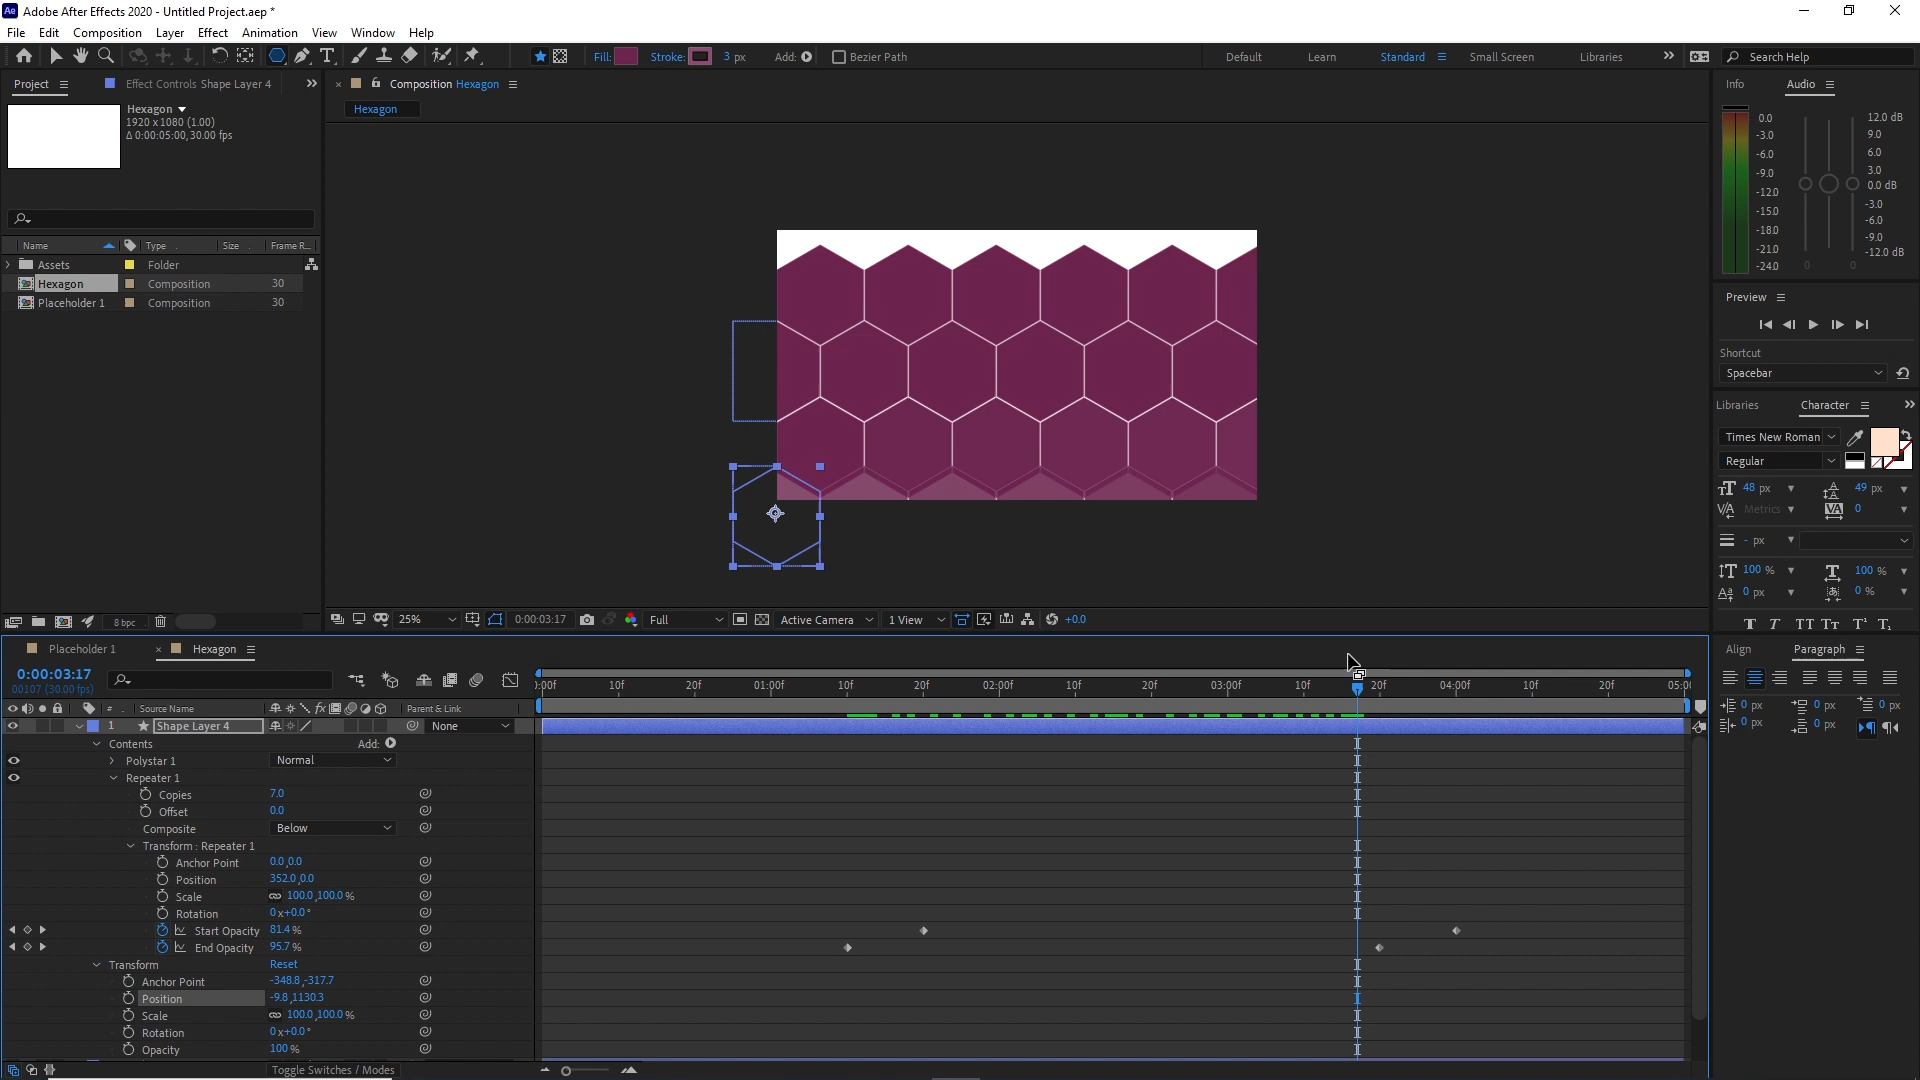 Ae Adobe After Effects 2020 - Untitled Project.aep *
File Edit Composition Layer Effect Animation View Window Help
Fill: Stroke: 3 px Add: Bezier Path Default Learn Standard Small Screen Libraries Search Help
Project Effect Controls Shape Layer 4
Hexagon
1920 x 1080 (1.00)
Δ 0:00:05:00, 30.00 fps
Name Type Size Frame R...
Assets Folder
Hexagon Composition 30
Placeholder 1 Composition 30
8 bpc
Composition Hexagon
Hexagon
25% 0:00:03:17 Full Active Camera 1 View +0.0
Info Audio
0.0
-3.0
-6.0
-9.0
-12.0
-15.0
-18.0
-21.0
-24.0
12.0 dB
9.0
6.0
3.0
0.0 dB
-3.0
-6.0
-9.0
-12.0 dB
0 0
Preview
Shortcut
Spacebar
Libraries Character
Times New Roman
Regular
48 px 49 px
Metrics 0
- px
100 % 100 %
0 px 0 %
Align Paragraph
0 px 0 px 0 px
0 px 0 px
Placeholder 1 Hexagon
0:00:03:17
00107 (30.00 fps)
# Source Name Parent & Link
:00f 10f 20f 01:00f 10f 20f 02:00f 10f 20f 03:00f 10f 20f 04:00f 10f 20f 05:0
1 Shape Layer 4 None
Contents Add:
Polystar 1 Normal
Repeater 1
Copies 7.0
Offset 0.0
Composite Below
Transform : Repeater 1
Anchor Point 0.0,0.0
Position 352.0,0.0
Scale 100.0,100.0 %
Rotation 0 x+0.0 °
Start Opacity 81.4 %
End Opacity 95.7 %
Transform Reset
Anchor Point -348.8,-317.7
Position -9.8,1130.3
Scale 100.0,100.0 %
Rotation 0 x+0.0 °
Opacity 100 %
Toggle Switches / Modes